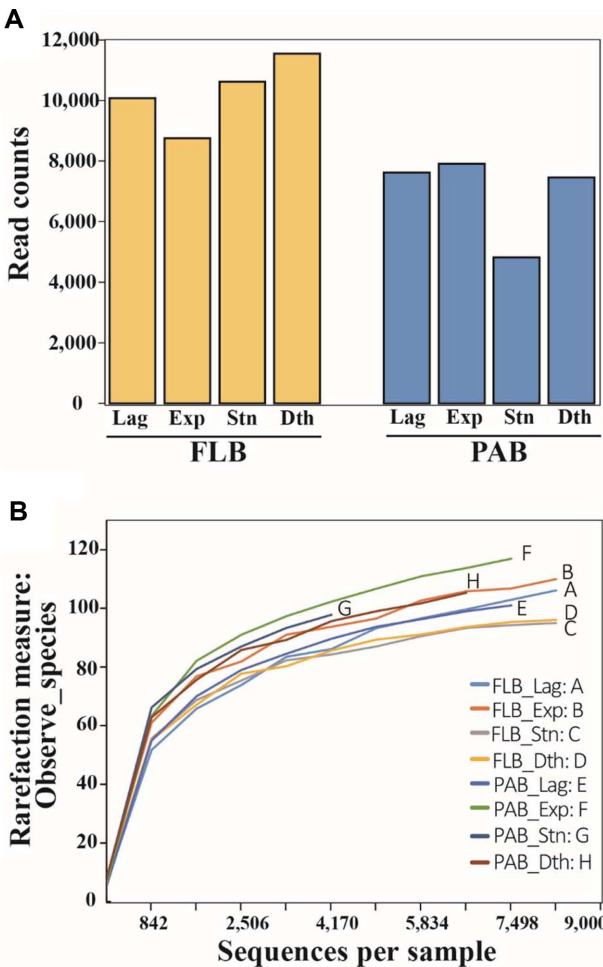 A
12,000
10,000
8,000
6,000
4,000
2,000
0
Read counts
Lag Exp Stn Dth Lag Exp Stn Dth
FLB PAB
B
120
100
80
60
40
20
0
Rarefaction measure:
Observe_species
F
B
H
A
G
E
D
C
FLB_Lag: A
FLB_Exp: B
FLB_Stn: C
FLB_Dth: D
PAB_Lag: E
PAB_Exp: F
PAB_Stn: G
PAB_Dth: H
842 2,506 4,170 5,834 7,498 9,000
Sequences per sample